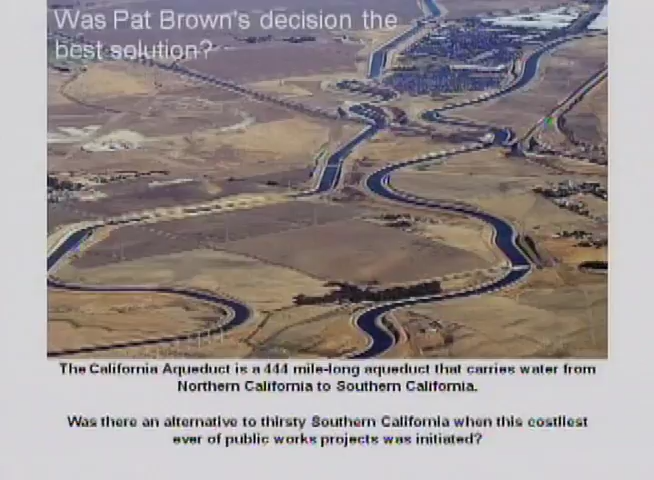 Was Pat Brown's decision the
best solution?
The California Aqueduct is a 444 mile-long aqueduct that carries water from
Northern California to Southern California.
Was there an alternative to thirsty Southern California when this costliest
ever of public works projects was initiated?